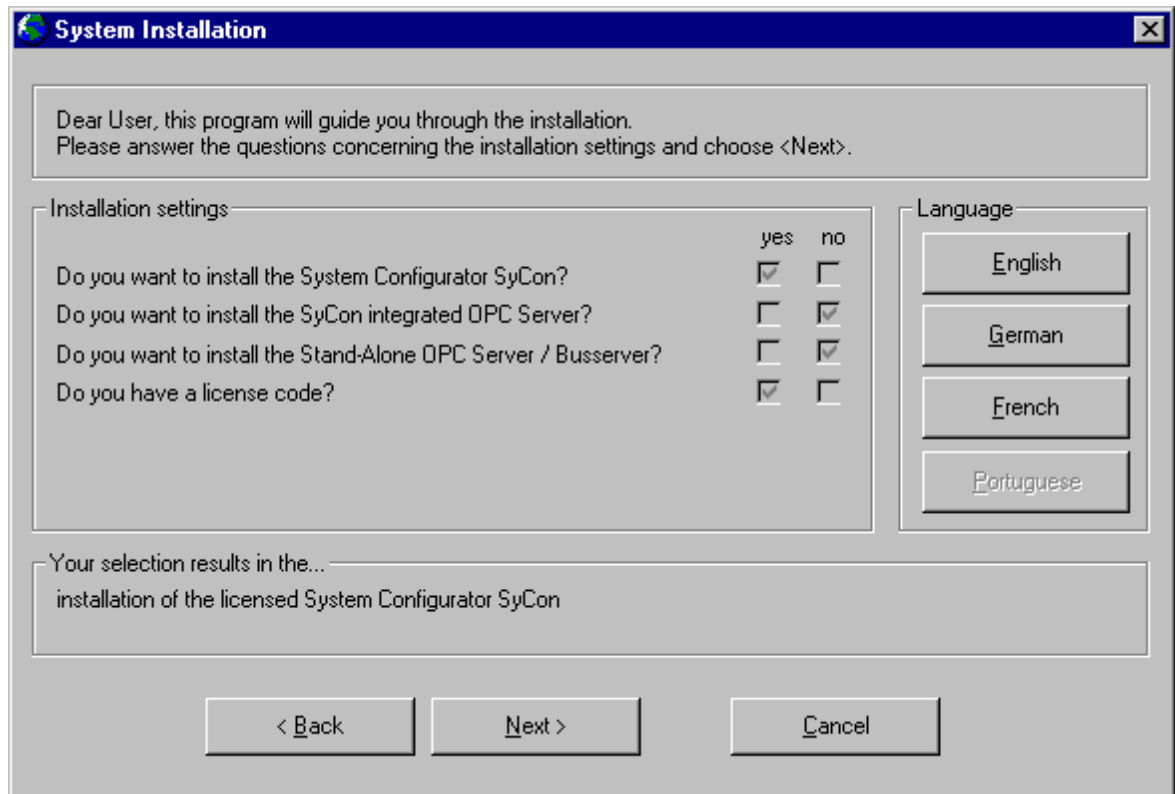 System Installation
Dear User, this program will guide you through the installation.
Please answer the questions concerning the installation settings and choose <Next>.
Installation settings
yes no
Do you want to install the System Configurator SyCon?
Do you want to install the SyCon integrated OPC Server?
Do you want to install the Stand-Alone OPC Server / Busserver?
Do you have a license code?
Language
English
German
French
Portuguese
Your selection results in the...
installation of the licensed System Configurator SyCon
< Back
Next >
Cancel